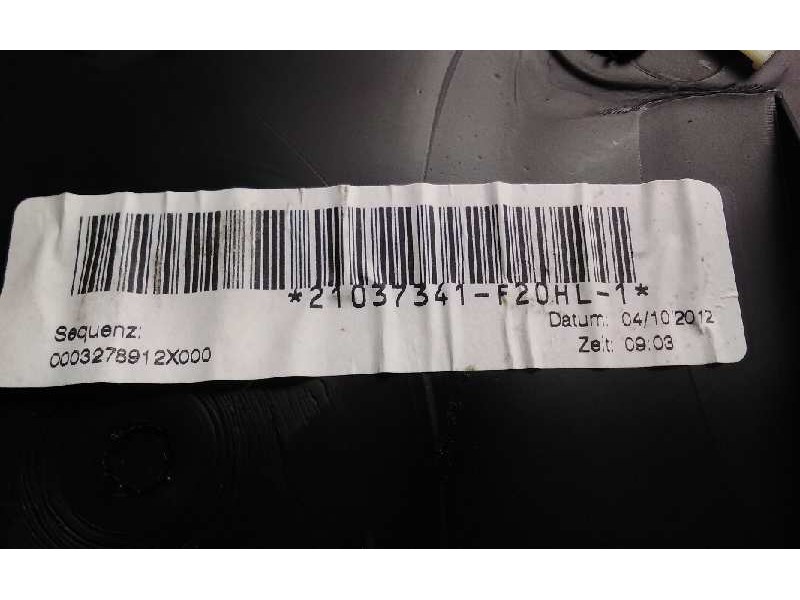 *21037341-F20HL-1*
Sequenz:
0003278912X000
Datum: 04/10/2012
Zeit: 09:03